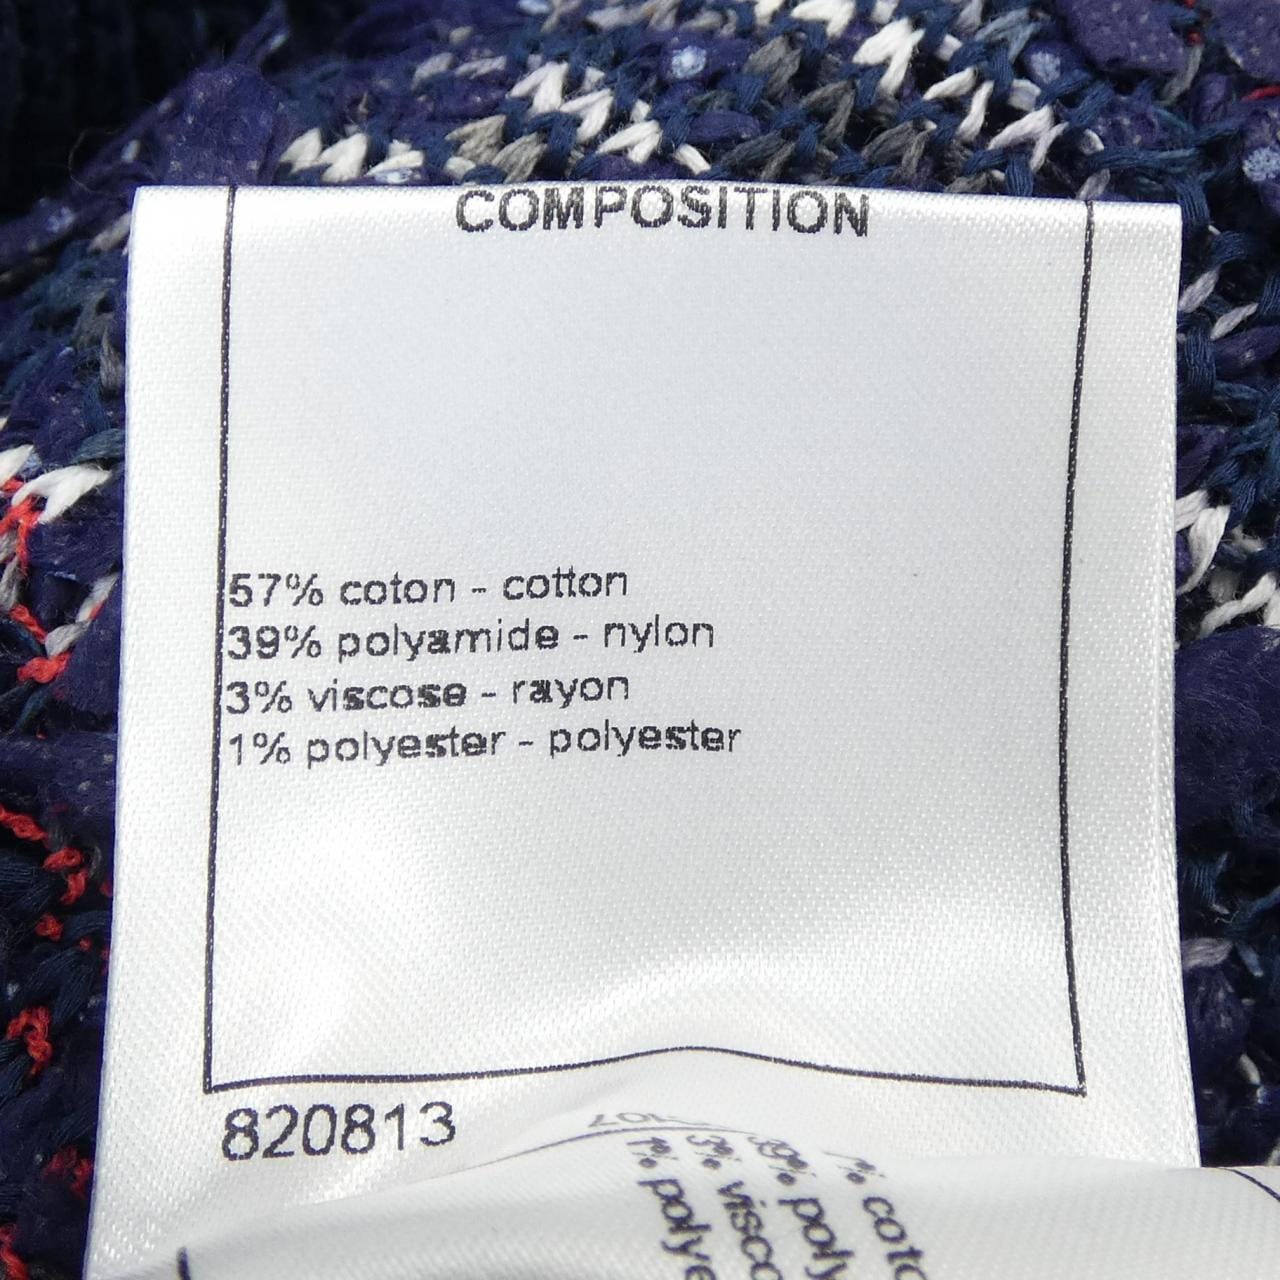 COMPOSITION
57% coton - cotton
39% polyamide - nylon
3% viscose - rayon
1% polyester - polyester
820813